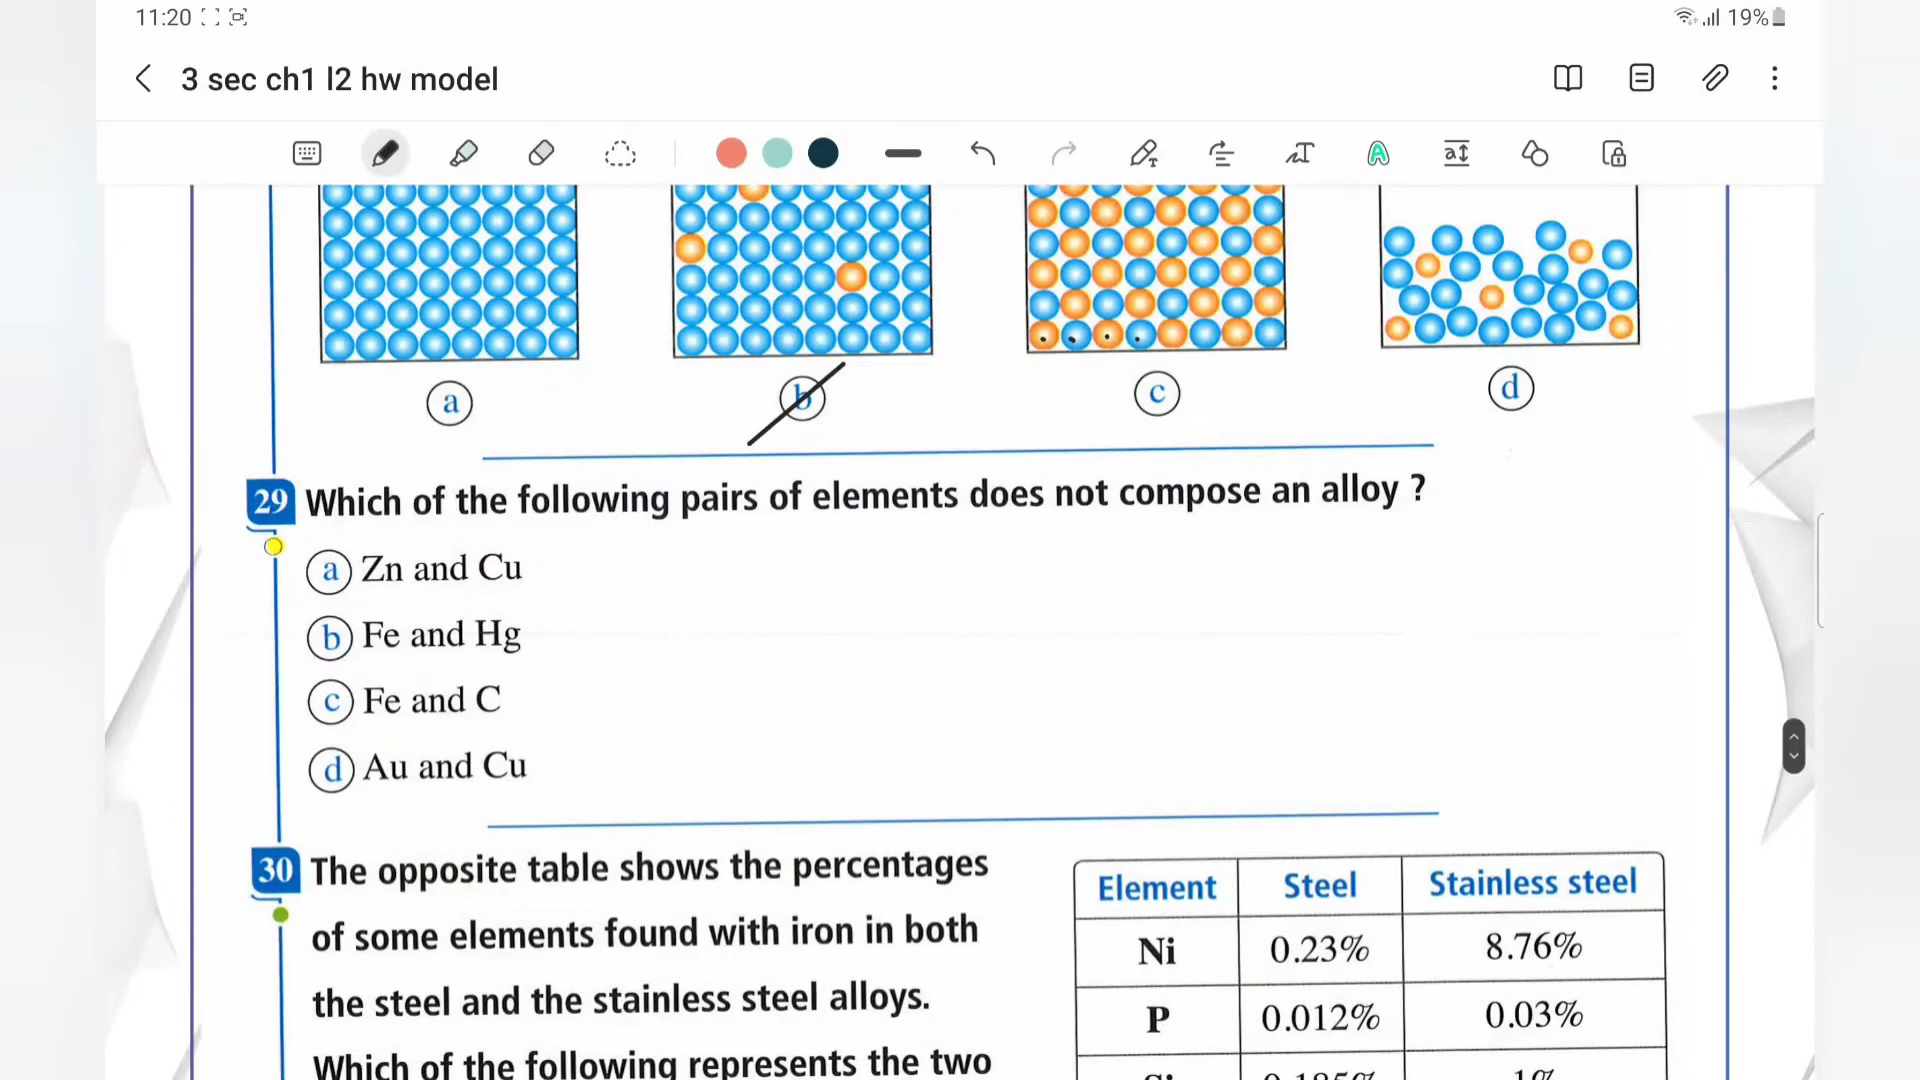 11:20
19%
3 sec ch1 l2 hw model
a
b
c
d
29 Which of the following pairs of elements does not compose an alloy ?
a Zn and Cu
b Fe and Hg
c Fe and C
d Au and Cu
30 The opposite table shows the percentages
of some elements found with iron in both
the steel and the stainless steel alloys.
Which of the following represents the two
Element Steel Stainless steel
Ni 0.23% 8.76%
P 0.012% 0.03%